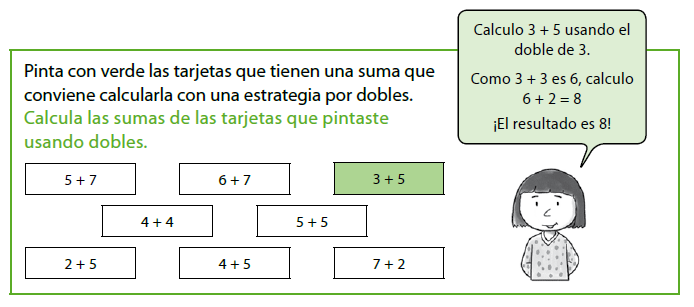 Calculo 3 + 5 usando el
doble de 3.
Como 3 + 3 es 6, calculo
6 + 2 = 8
¡El resultado es 8!
Pinta con verde las tarjetas que tienen una suma que
conviene calcularla con una estrategia por dobles.
Calcula las sumas de las tarjetas que pintaste
usando dobles.
5 + 7
6 + 7
3 + 5
4 + 4
5 + 5
2 + 5
4 + 5
7 + 2